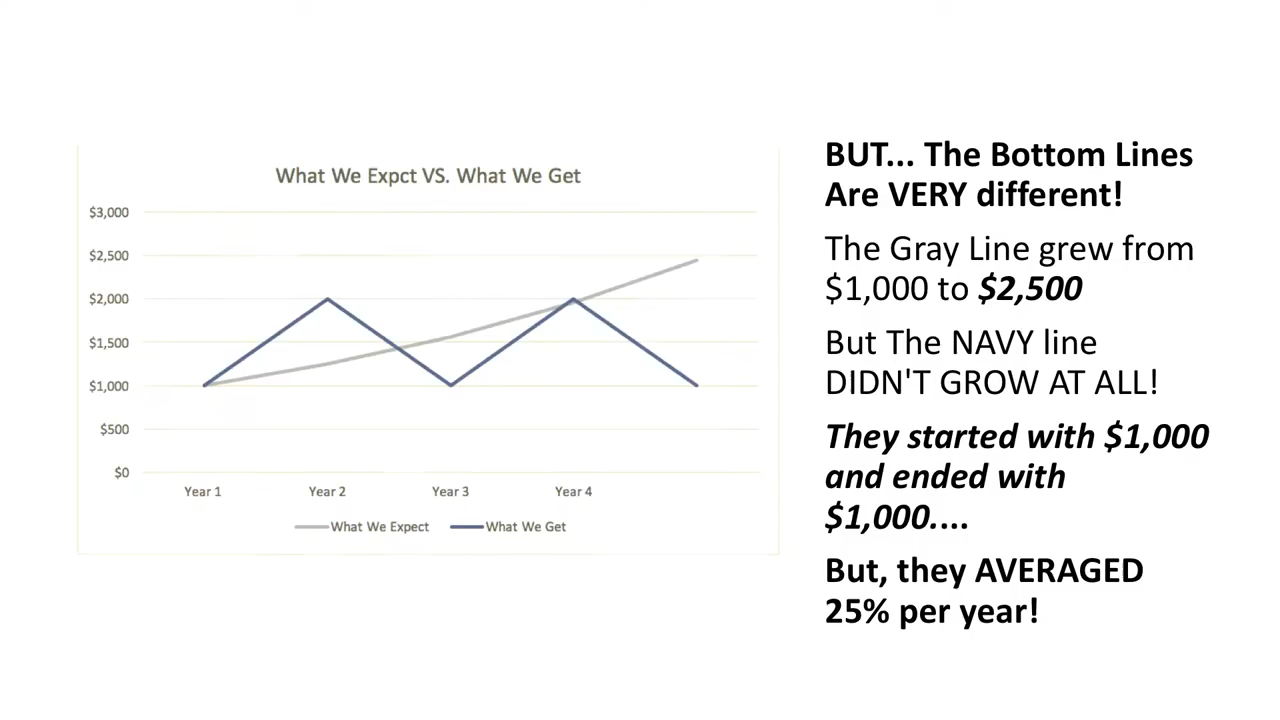 What We Expct VS. What We Get
$3,000
$2,500
$2,000
$1,500
$1,000
$500
$0
Year 1 Year 2 Year 3 Year 4
What We Expect What We Get
BUT... The Bottom Lines
Are VERY different!
The Gray Line grew from
$1,000 to $2,500
But The NAVY line
DIDN'T GROW AT ALL!
They started with $1,000
and ended with
$1,000....
But, they AVERAGED
25% per year!